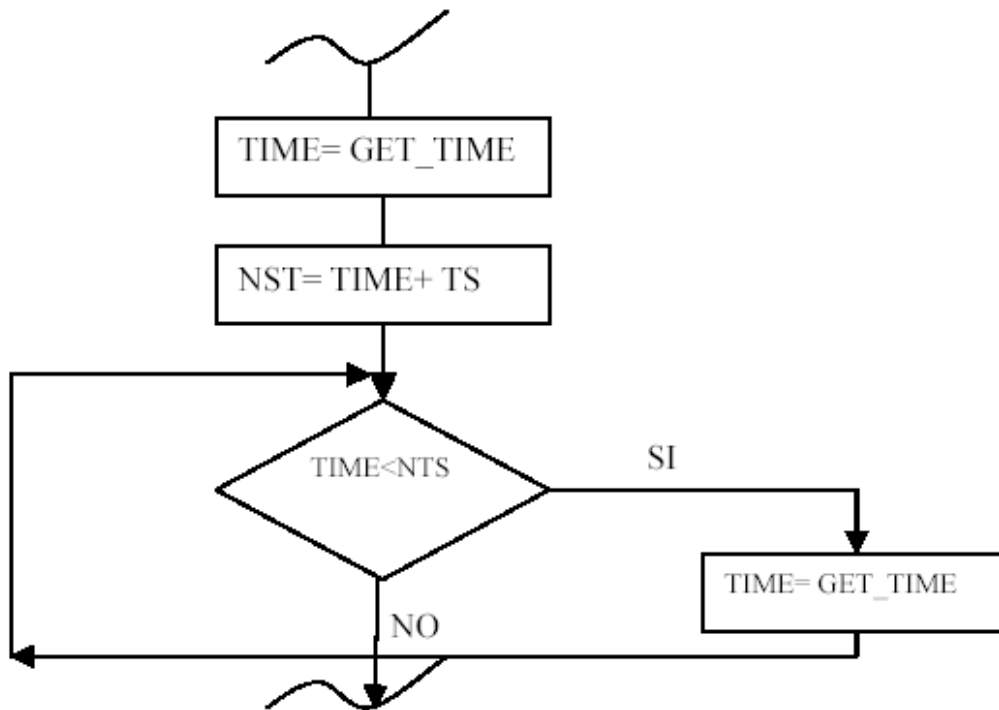 TIME= GET_TIME
NST= TIME+ TS
TIME<NTS
SI
TIME= GET_TIME
NO